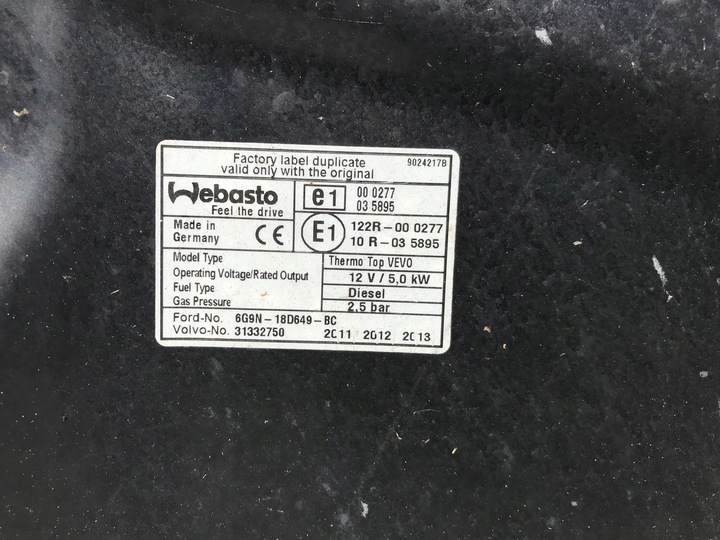 Factory label duplicate
valid only with the original
9024217B
Webasto
Feel the drive
e1
00 0277
03 5895
Made in
Germany
CE
E1
122R-00 0277
10 R-03 5895
Model Type
Thermo Top VEVO
Operating Voltage/Rated Output
12 V / 5,0 kW
Fuel Type
Diesel
Gas Pressure
2,5 bar
Ford-No. 6G9N-18D649-BC
Volvo-No. 31332750
2011 2012 2013